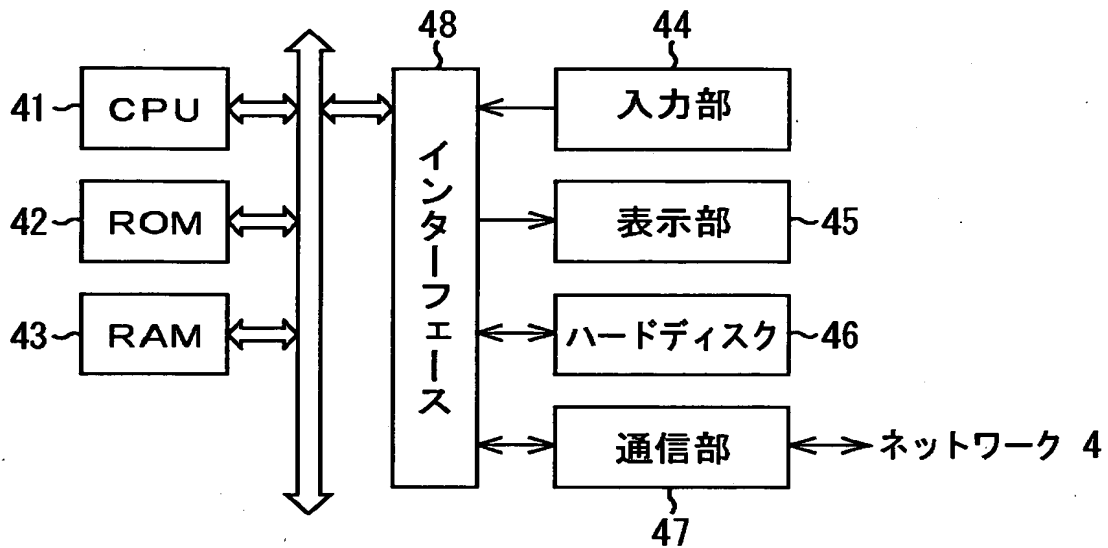 48
44
41
CPU
入力部
42
ROM
表示部
45
43
RAM
ハードディスク
46
インターフェース
通信部
ネットワーク 4
47